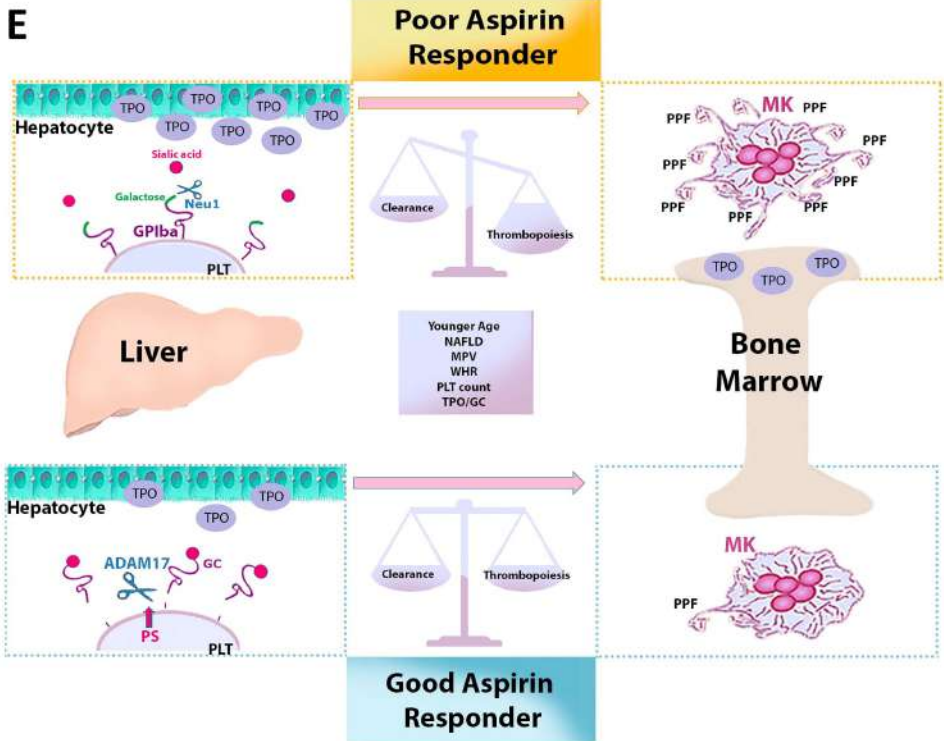 E
Poor Aspirin
Responder
TPO
TPO
TPO
TPO
TPO
TPO
TPO
Hepatocyte
Sialic acid
Galactose
Neu1
GPIba
PLT
Clearance
Thrombopoiesis
MK
PPF
PPF
PPF
PPF
PPF
PPF
PPF
PPF
TPO
TPO
TPO
Liver
Younger Age
NAFLD
MPV
WHR
PLT count
TPO/GC
Bone
Marrow
TPO
TPO
TPO
Hepatocyte
ADAM17
GC
PS
PLT
Clearance
Thrombopoiesis
MK
PPF
Good Aspirin
Responder